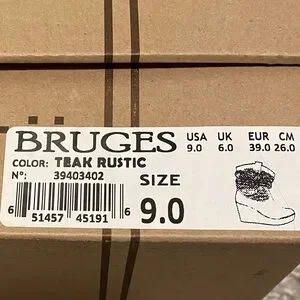 BRUGES USA UK EUR CM
9.0 6.0 39.0 26.0
COLOR: TEAK RUSTIC
Nº: 39403402
SIZE 9.0
6 51457 45191 6